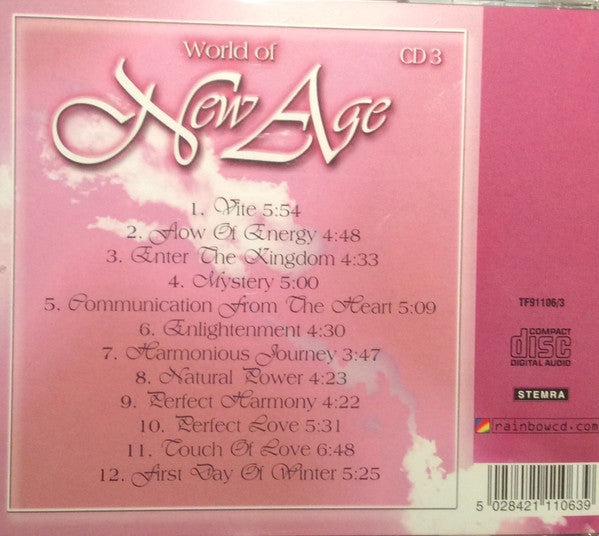 World of CD 3
New Age
1. Vite 5:54
2. Flow Of Energy 4:48
3. Enter The Kingdom 4:33
4. Mystery 5:00
5. Communication From The Heart 5:09
6. Enlightenment 4:30
7. Harmonious Journey 3:47
8. Natural Power 4:23
9. Perfect Harmony 4:22
10. Perfect Love 5:31
11. Touch Of Love 6:48
12. First Day Of Winter 5:25
TF91106/3
COMPACT
disc
DIGITAL AUDIO
STEMRA
rainbowcd.com
5 028421 110639